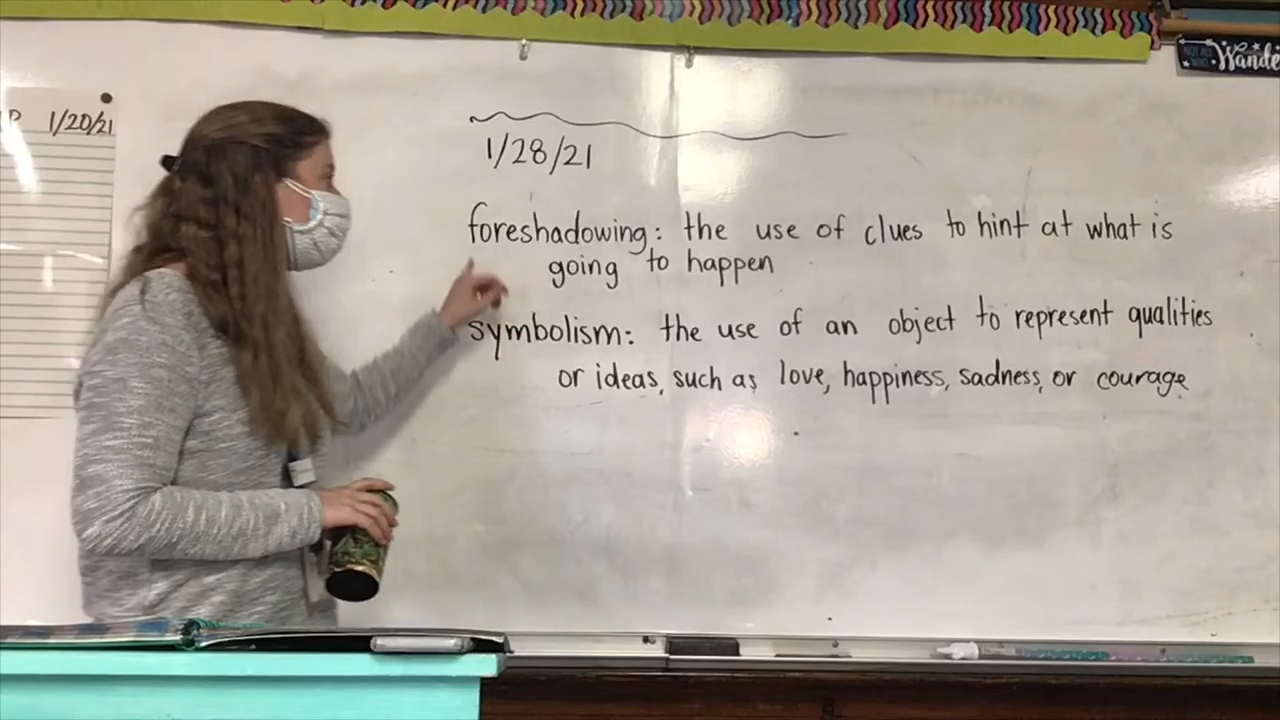 P 1/20/21
1/28/21
foreshadowing: the use of clues to hint at what is
going to happen
symbolism: the use of an object to represent qualities
or ideas, such as love, happiness, sadness, or courage
Wande